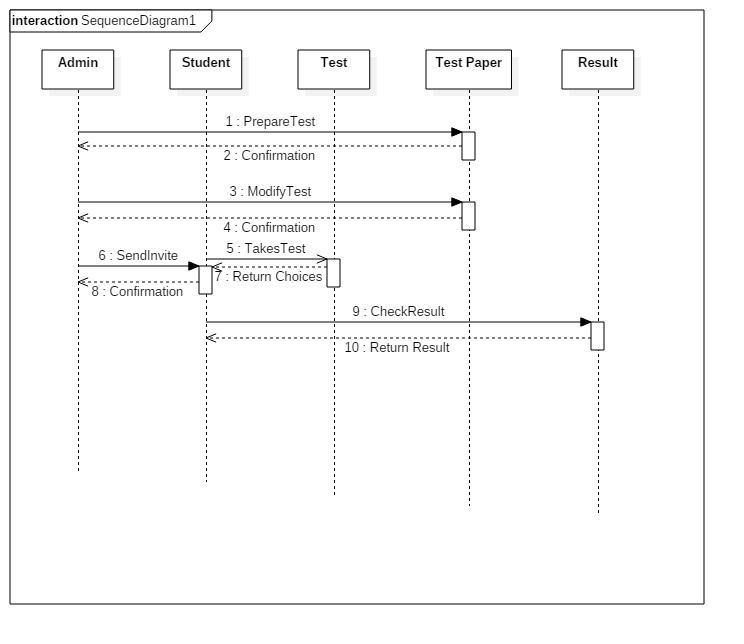 interaction SequenceDiagram1
Admin
Student
Test
Test Paper
Result
1 : PrepareTest
2 : Confirmation
3 : ModifyTest
4 : Confirmation
5 : TakesTest
6 : SendInvite
7 : Return Choices
8 : Confirmation
9 : CheckResult
10 : Return Result